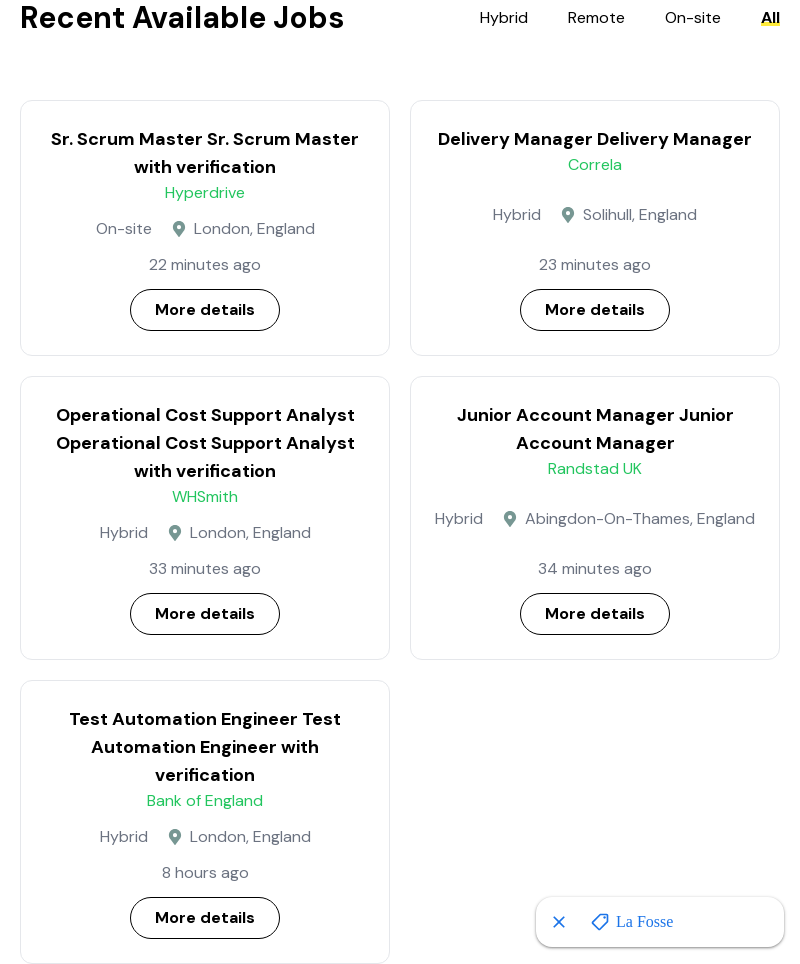 Recent Available Jobs
Hybrid Remote On-site All
Sr. Scrum Master Sr. Scrum Master
with verification
Hyperdrive
On-site London, England
22 minutes ago
More details
Delivery Manager Delivery Manager
Correla
Hybrid Solihull, England
23 minutes ago
More details
Operational Cost Support Analyst
Operational Cost Support Analyst
with verification
WHSmith
Hybrid London, England
33 minutes ago
More details
Junior Account Manager Junior
Account Manager
Randstad UK
Hybrid Abingdon-On-Thames, England
34 minutes ago
More details
Test Automation Engineer Test
Automation Engineer with
verification
Bank of England
Hybrid London, England
8 hours ago
More details
La Fosse